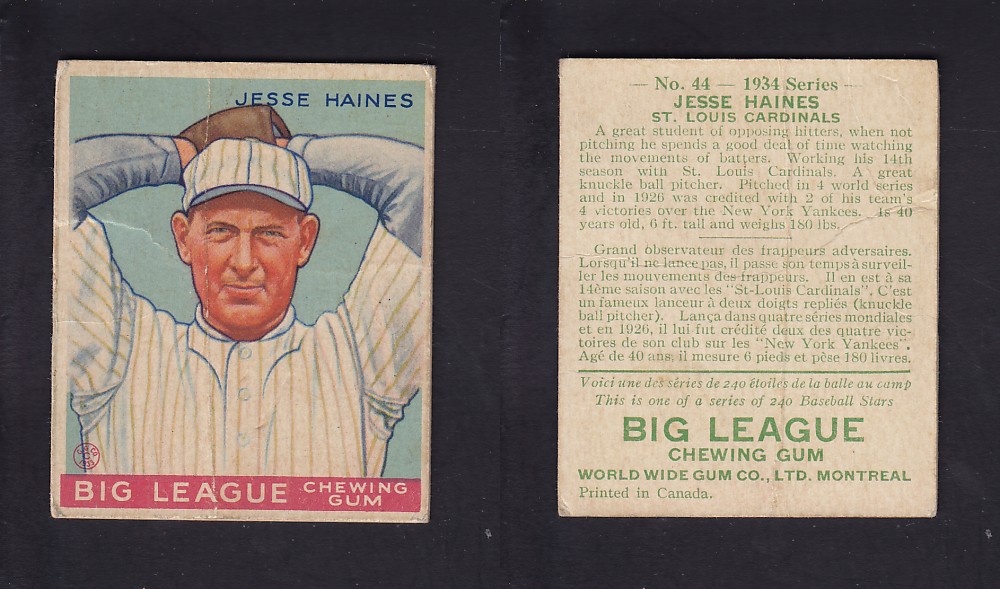 JESSE HAINES
BIG LEAGUE CHEWING GUM
— No. 44 — 1934 Series —
JESSE HAINES
ST. LOUIS CARDINALS
A great student of opposing hitters, when not
pitching he spends a good deal of time watching
the movements of batters. Working his 14th
season with St. Louis Cardinals. A great
knuckle ball pitcher. Pitched in 4 world series
and in 1926 was credited with 2 of his team's
4 victories over the New York Yankees. Is 40
years old, 6 ft. tall and weighs 180 lbs.
Grand observateur des frappeurs adversaires.
Lorsqu'il ne lance pas, il passe son temps à surveil-
ler les mouvements des frappeurs. Il en est à sa
14ème saison avec les "St-Louis Cardinals", C'est
un fameux lanceur à deux doigts repliés (knuckle
ball pitcher). Lança dans quatre séries mondiales
et en 1926, il lui fut crédité deux des quatre vic-
toires de son club sur les "New York Yankees".
Agé de 40 ans, il mesure 6 pieds et pèse 180 livres.
Voici une des séries de 240 étoiles de la balle au camp
This is one of a series of 240 Baseball Stars
BIG LEAGUE
CHEWING GUM
WORLD WIDE GUM CO., LTD. MONTREAL
Printed in Canada.